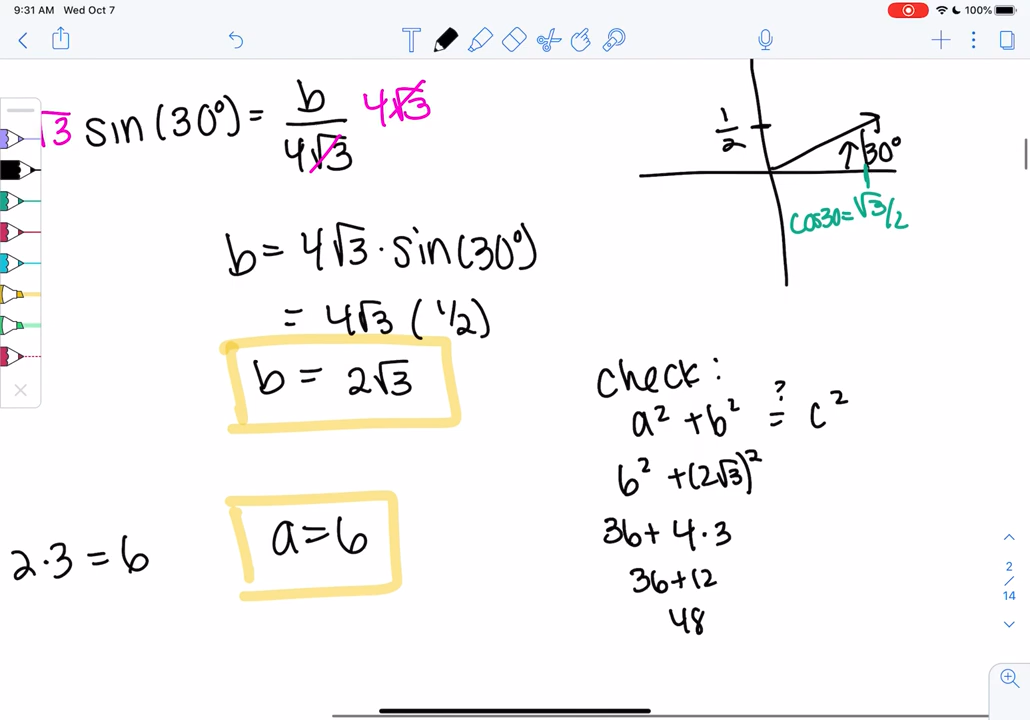 9:31 AM Wed Oct 7
100%
T
√3 sin(30°) = b/4√3 4√3
b = 4√3 · sin(30°)
= 4√3 (1/2)
b = 2√3
a = 6
2·3 = 6
1/2
30°
cos30 = √3/2
check:
a² + b² ?= c²
6² + (2√3)²
36 + 4·3
36 + 12
48
2
/
14